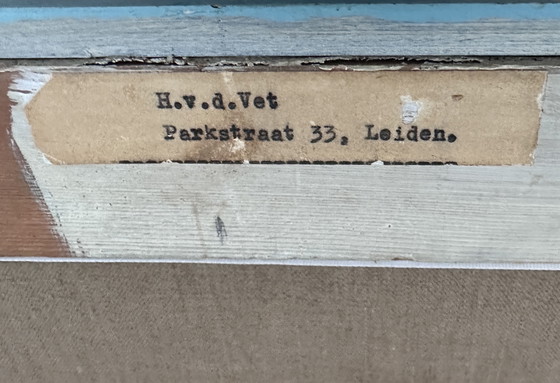 H.v.d.Vet
Parkstraat 33, Leiden.